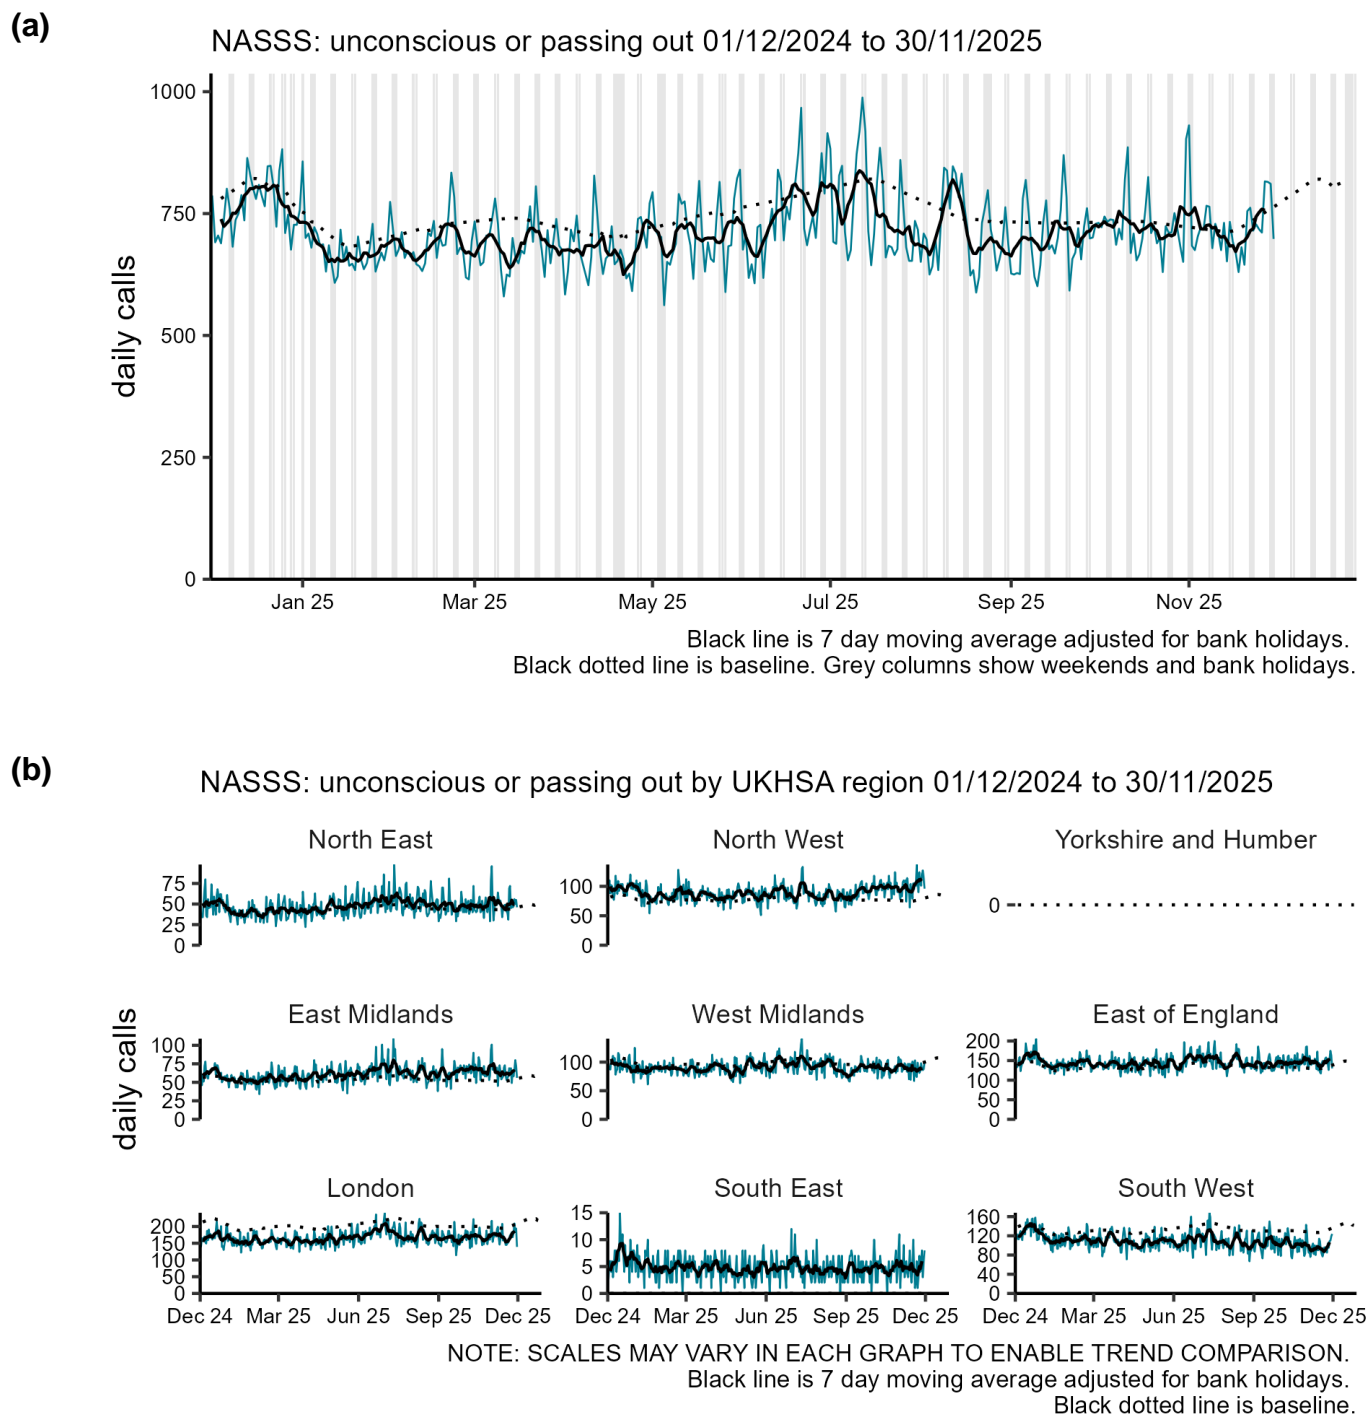 (a)
NASSS: unconscious or passing out 01/12/2024 to 30/11/2025
daily calls
1000
750
500
250
0
Jan 25 Mar 25 May 25 Jul 25 Sep 25 Nov 25
Black line is 7 day moving average adjusted for bank holidays.
Black dotted line is baseline. Grey columns show weekends and bank holidays.
(b)
NASSS: unconscious or passing out by UKHSA region 01/12/2024 to 30/11/2025
daily calls
North East
75
50
25
0
North West
100
50
0
Yorkshire and Humber
0
East Midlands
100
75
50
25
0
West Midlands
100
50
0
East of England
200
150
100
50
0
London
200
150
100
50
0
Dec 24 Mar 25 Jun 25 Sep 25 Dec 25
South East
15
10
5
0
Dec 24 Mar 25 Jun 25 Sep 25 Dec 25
South West
160
120
80
40
0
Dec 24 Mar 25 Jun 25 Sep 25 Dec 25
NOTE: SCALES MAY VARY IN EACH GRAPH TO ENABLE TREND COMPARISON.
Black line is 7 day moving average adjusted for bank holidays.
Black dotted line is baseline.